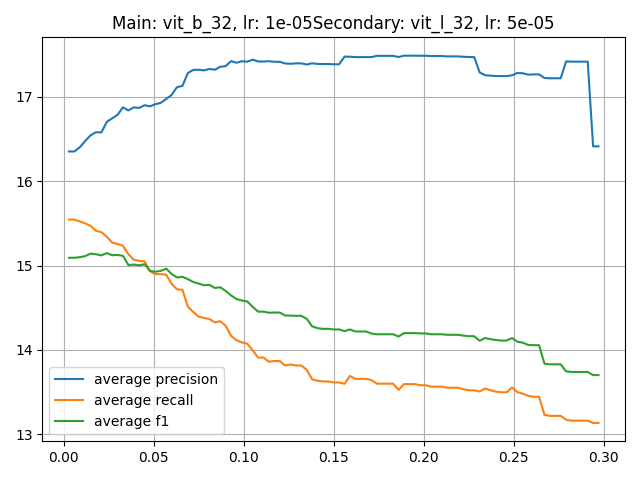 Main: vit_b_32, lr: 1e-05Secondary: vit_l_32, lr: 5e-05
17
16
15
14
13
average precision
average recall
average f1
0.00 0.05 0.10 0.15 0.20 0.25 0.30